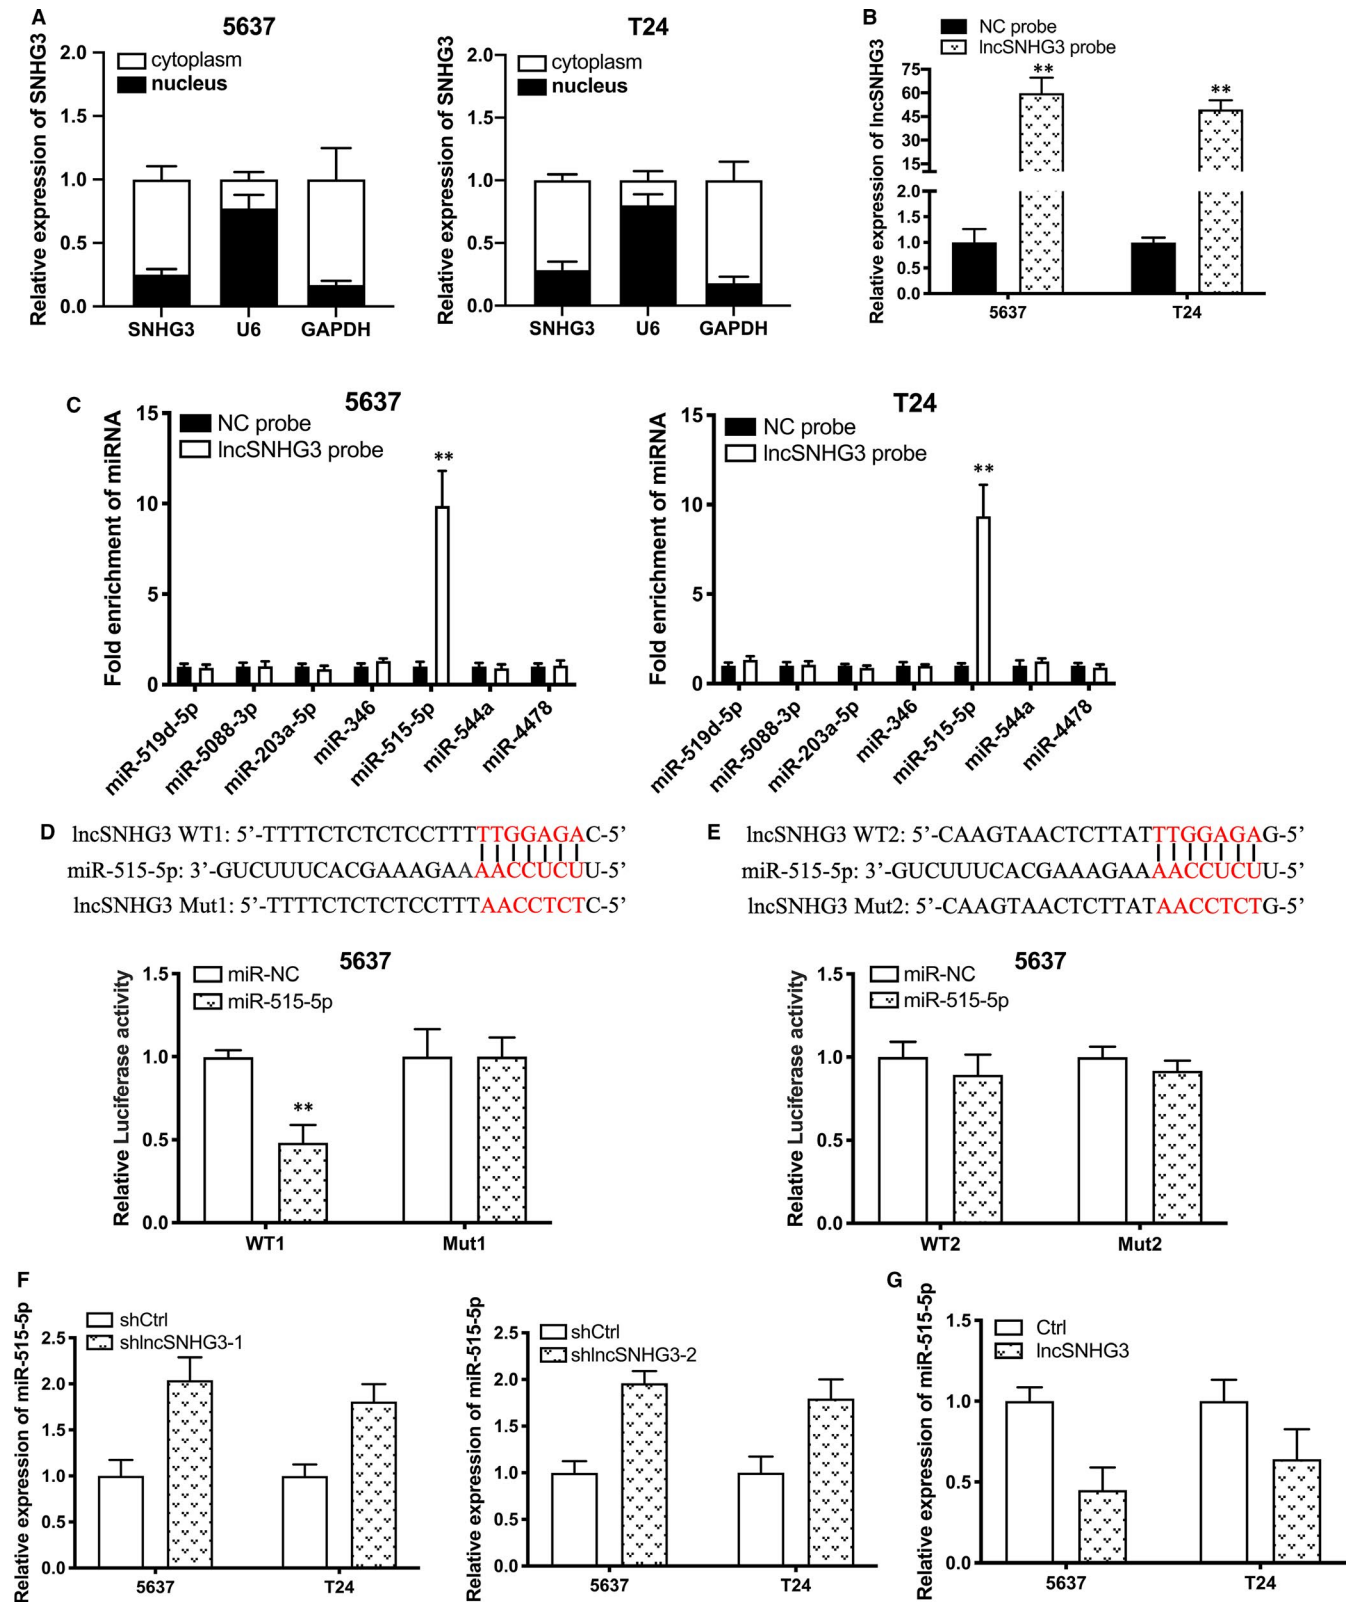 A
5637
Relative expression of SNHG3
cytoplasm
nucleus
2.0
1.5
1.0
0.5
0.0
SNHG3 U6 GAPDH
T24
Relative expression of SNHG3
cytoplasm
nucleus
2.0
1.5
1.0
0.5
0.0
SNHG3 U6 GAPDH
B
NC probe
lncSNHG3 probe
Relative expression of lncSNHG3
75
60
45
30
15
2.0
1.5
1.0
0.5
0.0
** **
5637 T24
C
5637
NC probe
lncSNHG3 probe
Fold enrichment of miRNA
15
10
5
0
**
miR-519d-5p
miR-5088-3p
miR-203a-5p
miR-346
miR-515-5p
miR-544a
miR-4478
T24
NC probe
lncSNHG3 probe
Fold enrichment of miRNA
15
10
5
0
**
miR-519d-5p
miR-5088-3p
miR-203a-5p
miR-346
miR-515-5p
miR-544a
miR-4478
D
lncSNHG3 WT1: 5’-TTTTCTCTCTCCTTTTTGGAGAC-5’
miR-515-5p: 3’-GUCUUUCACGAAAGAAAACCUCUU-5’
lncSNHG3 Mut1: 5’-TTTTCTCTCTCCTTTAACCTCTC-5’
5637
miR-NC
miR-515-5p
Relative Luciferase activity
1.5
1.0
0.5
0.0
**
WT1 Mut1
E
lncSNHG3 WT2: 5’-CAAGTAACTCTTATTTGGAGAG-5’
miR-515-5p: 3’-GUCUUUCACGAAAGAAAACCUCUU-5’
lncSNHG3 Mut2: 5’-CAAGTAACTCTTATAACCTCTG-5’
5637
miR-NC
miR-515-5p
Relative Luciferase activity
1.5
1.0
0.5
0.0
WT2 Mut2
F
shCtrl
shlncSNHG3-1
Relative expression of miR-515-5p
2.5
2.0
1.5
1.0
0.5
0.0
5637 T24
shCtrl
shlncSNHG3-2
Relative expression of miR-515-5p
2.5
2.0
1.5
1.0
0.5
0.0
5637 T24
G
Ctrl
lncSNHG3
Relative expression of miR-515-5p
1.5
1.0
0.5
0.0
5637 T24